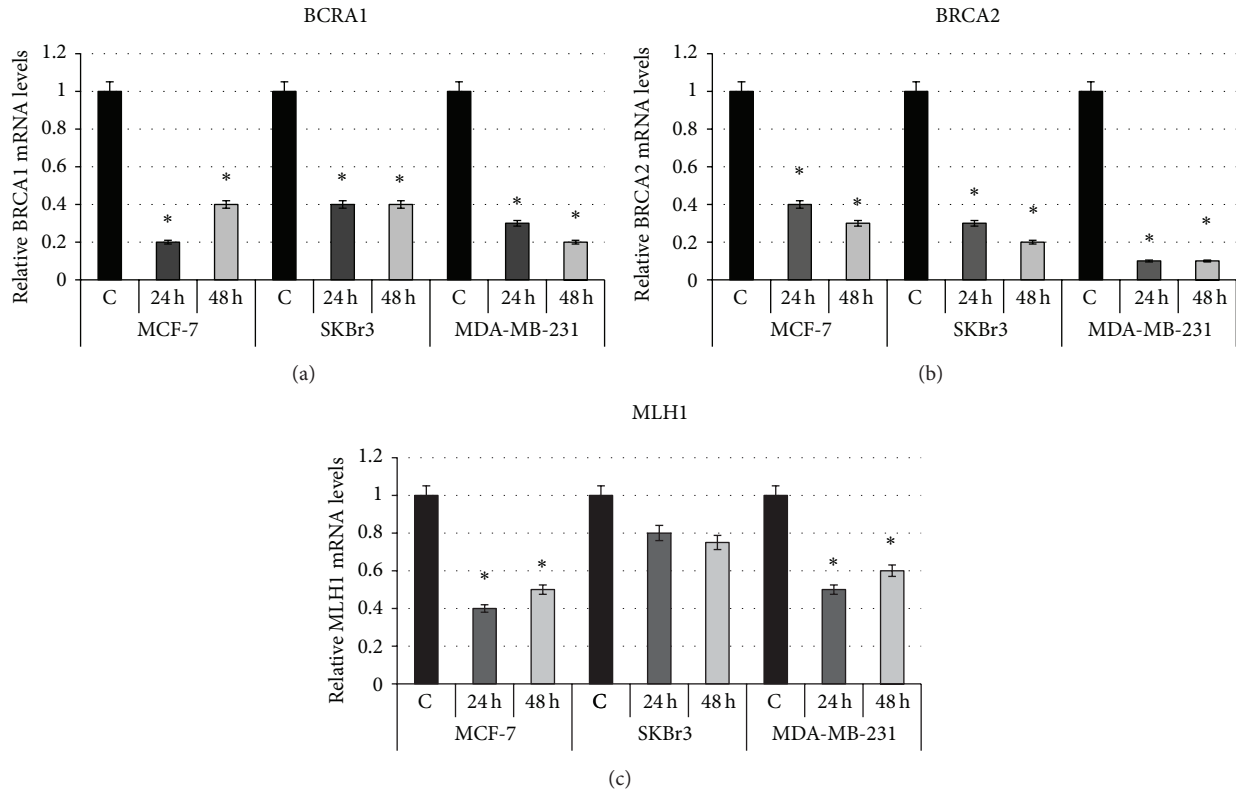 BCRA1
Relative BRCA1 mRNA levels
1.2
1
0.8
0.6
0.4
0.2
0
* * * * * *
C 24 h 48 h C 24 h 48 h C 24 h 48 h
MCF-7 SKBr3 MDA-MB-231
(a)
BRCA2
Relative BRCA2 mRNA levels
1.2
1
0.8
0.6
0.4
0.2
0
* * * * * *
C 24 h 48 h C 24 h 48 h C 24 h 48 h
MCF-7 SKBr3 MDA-MB-231
(b)
MLH1
Relative MLH1 mRNA levels
1.2
1
0.8
0.6
0.4
0.2
0
* * * *
C 24 h 48 h C 24 h 48 h C 24 h 48 h
MCF-7 SKBr3 MDA-MB-231
(c)